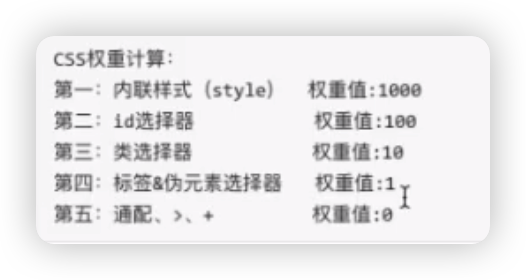 CSS权重计算:
第一: 内联样式（style） 权重值:1000
第二: id选择器 权重值:100
第三: 类选择器 权重值:10
第四: 标签&伪元素选择器 权重值:1
第五: 通配、>、+ 权重值:0